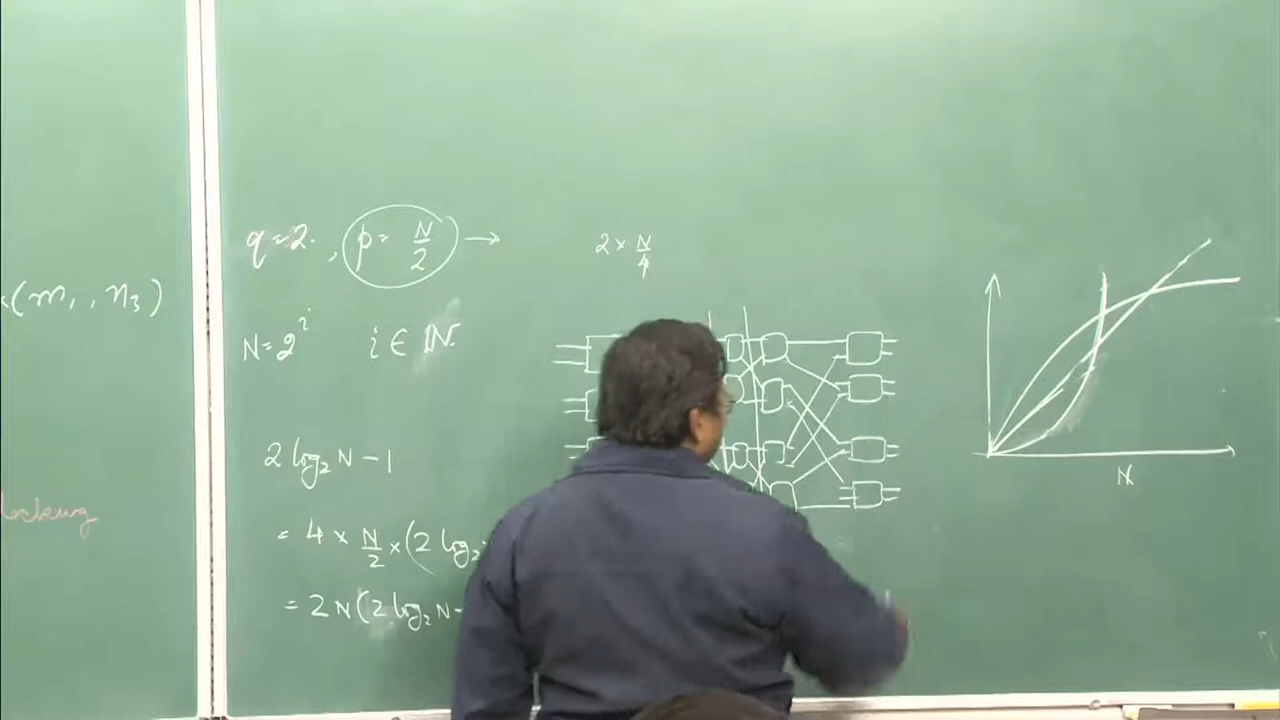 (m, , n₃)
q = 2. , p = N/2 →
2 × N/4
N = 2^i i ∈ ℕ
2 log₂ N - 1
= 4 × N/2 × (2 log₂
= 2N(2 log₂ N -
N